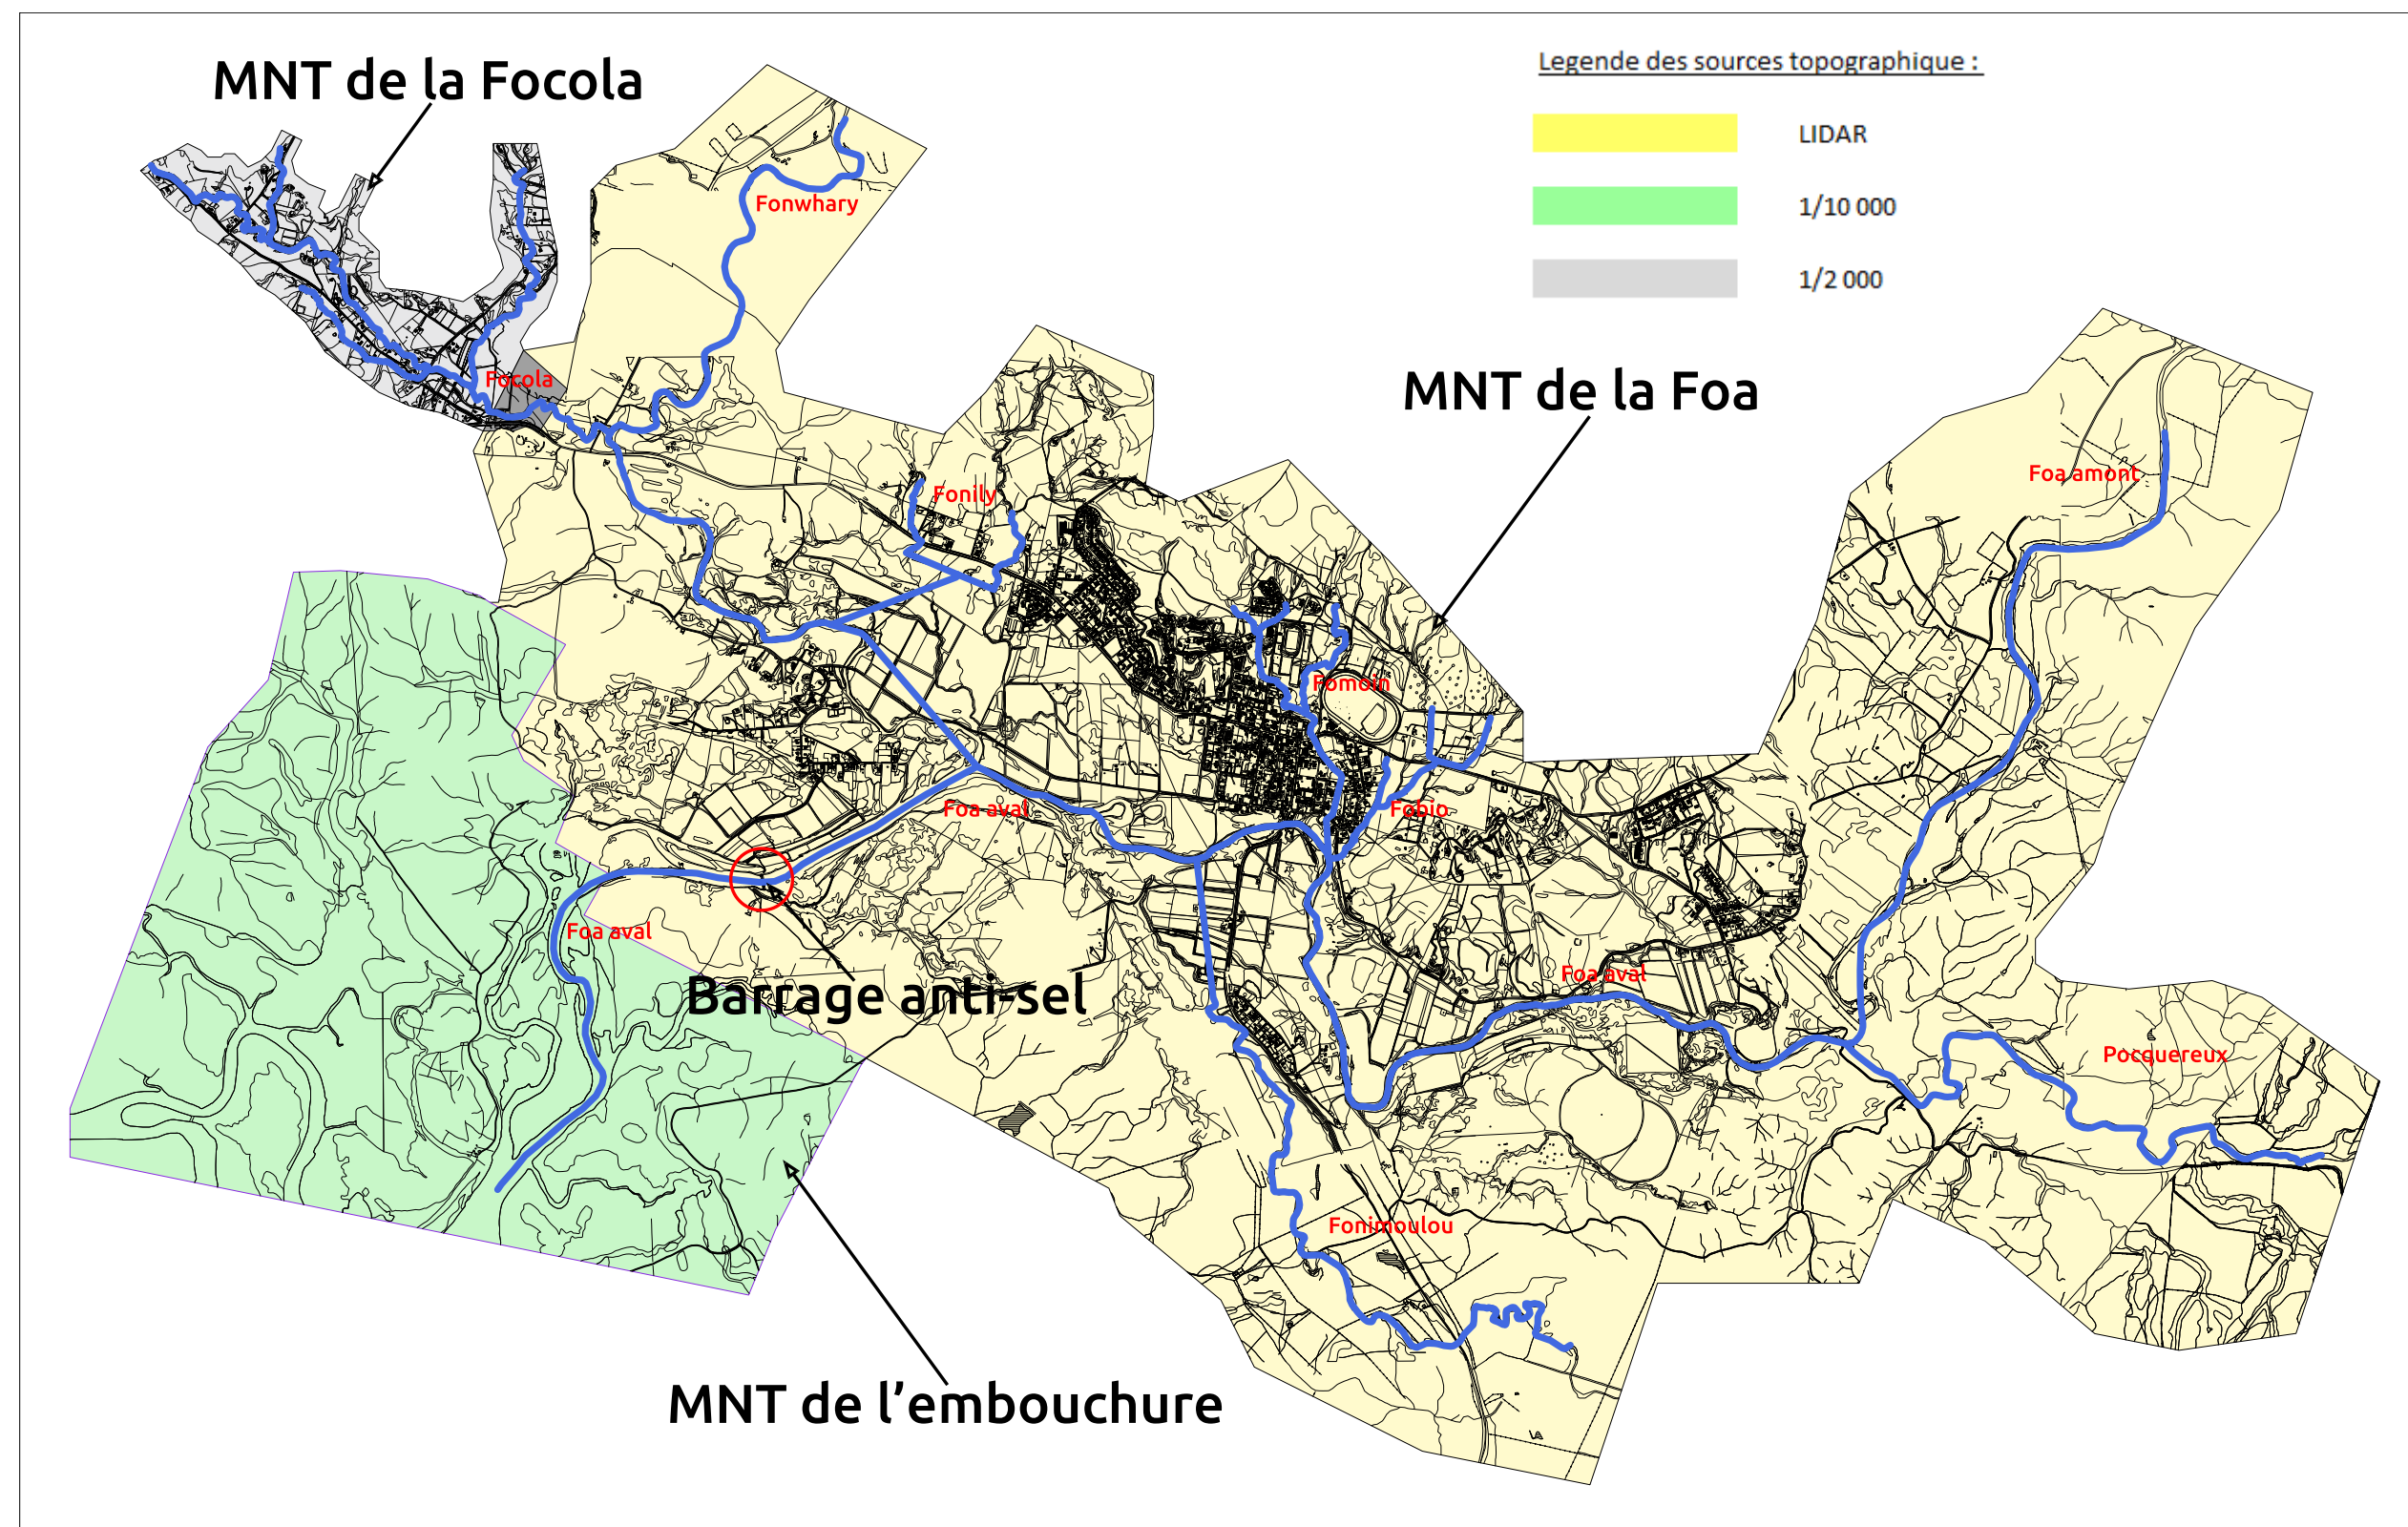 MNT de la Focola
Legende des sources topographique :
LIDAR
1/10 000
1/2 000
Fonwhary
MNT de la Foa
Focola
Foa amont
Fonily
Fomoin
Foa aval
Fobio
Foa aval
Foa aval
Barrage anti-sel
Pocquereux
Fonimoulou
MNT de l’embouchure